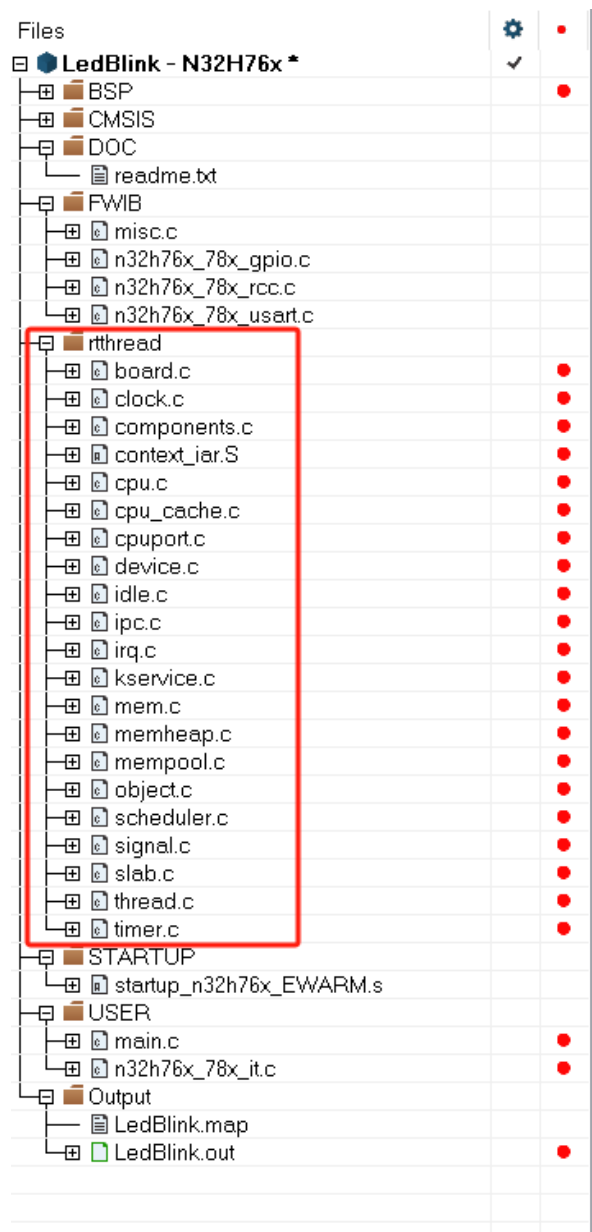 Files
LedBlink - N32H76x *
BSP
CMSIS
DOC
readme.txt
FWIB
misc.c
n32h76x_78x_gpio.c
n32h76x_78x_rcc.c
n32h76x_78x_usart.c
rtthread
board.c
clock.c
components.c
context_iar.S
cpu.c
cpu_cache.c
cpuport.c
device.c
idle.c
ipc.c
irq.c
kservice.c
mem.c
memheap.c
mempool.c
object.c
scheduler.c
signal.c
slab.c
thread.c
timer.c
STARTUP
startup_n32h76x_EWARM.s
USER
main.c
n32h76x_78x_it.c
Output
LedBlink.map
LedBlink.out